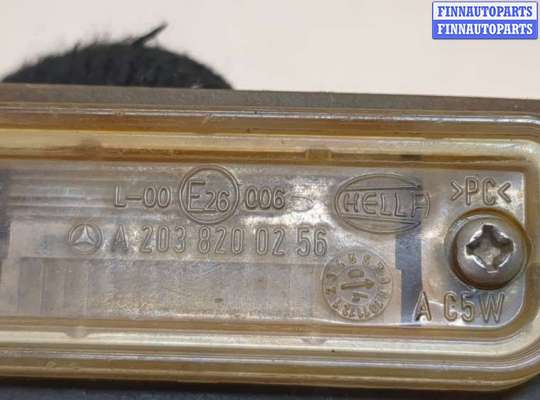 FINNAUTOPARTS
FINNAUTOPARTS
L-00 E26 006
HELLA
>PC<
A 203 820 02 56
A C5W